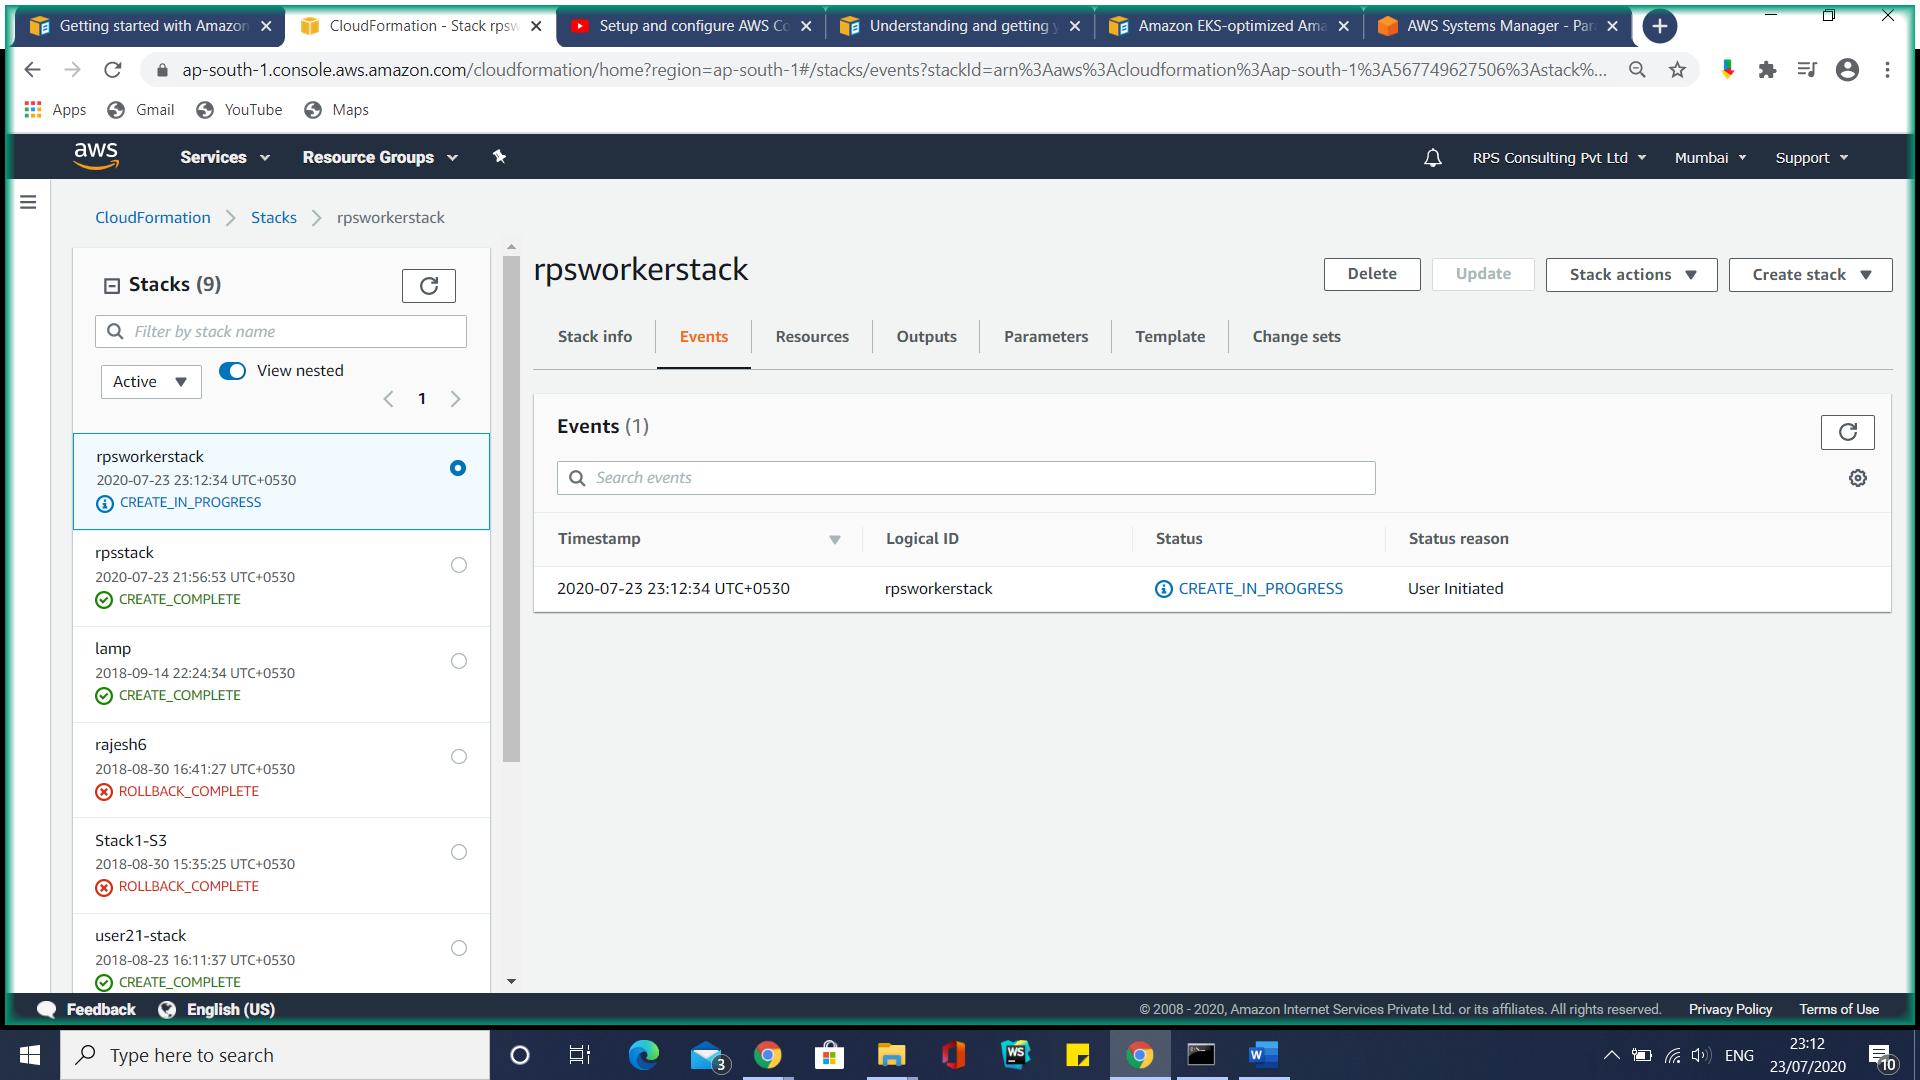 Getting started with Amazon
CloudFormation - Stack rpsw
Setup and configure AWS Co
Understanding and getting y
Amazon EKS-optimized Ama
AWS Systems Manager - Par
ap-south-1.console.aws.amazon.com/cloudformation/home?region=ap-south-1#/stacks/events?stackId=arn%3Aaws%3Acloudformation%3Aap-south-1%3A567749627506%3Astack%...
Apps
Gmail
YouTube
Maps
aws
Services
Resource Groups
RPS Consulting Pvt Ltd
Mumbai
Support
CloudFormation
Stacks
rpsworkerstack
Stacks (9)
Filter by stack name
Active
View nested
1
rpsworkerstack
2020-07-23 23:12:34 UTC+0530
CREATE_IN_PROGRESS
rpsstack
2020-07-23 21:56:53 UTC+0530
CREATE_COMPLETE
lamp
2018-09-14 22:24:34 UTC+0530
CREATE_COMPLETE
rajesh6
2018-08-30 16:41:27 UTC+0530
ROLLBACK_COMPLETE
Stack1-S3
2018-08-30 15:35:25 UTC+0530
ROLLBACK_COMPLETE
user21-stack
2018-08-23 16:11:37 UTC+0530
CREATE_COMPLETE
rpsworkerstack
Delete
Update
Stack actions
Create stack
Stack info
Events
Resources
Outputs
Parameters
Template
Change sets
Events (1)
Search events
Timestamp
Logical ID
Status
Status reason
2020-07-23 23:12:34 UTC+0530
rpsworkerstack
CREATE_IN_PROGRESS
User Initiated
Feedback
English (US)
© 2008 - 2020, Amazon Internet Services Private Ltd. or its affiliates. All rights reserved.
Privacy Policy
Terms of Use
Type here to search
3
WS
W
ENG
23:12
23/07/2020
10